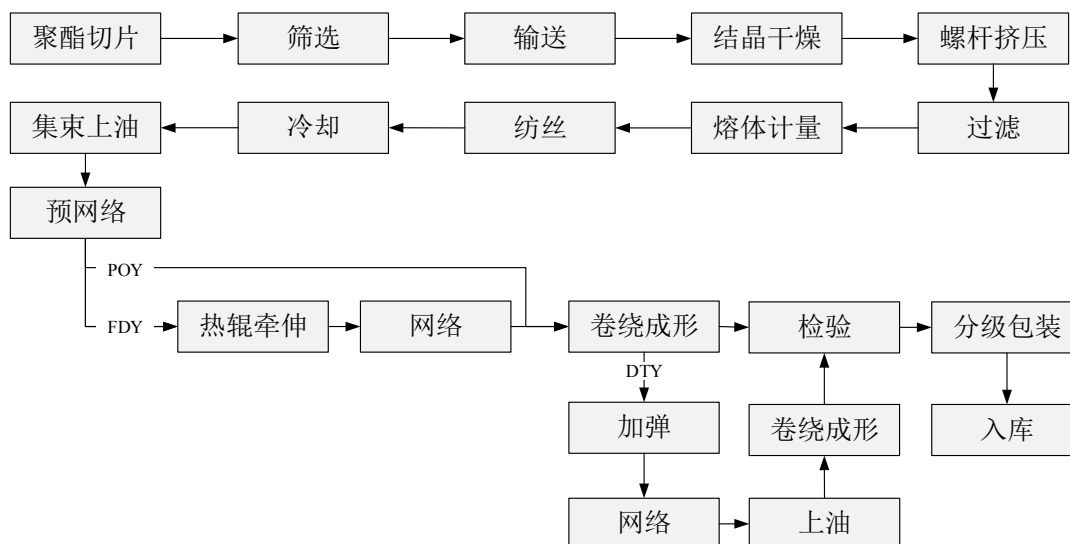 聚酯切片
筛选
输送
结晶干燥
螺杆挤压
集束上油
冷却
纺丝
熔体计量
过滤
预网络
POY
FDY
热辊牵伸
网络
卷绕成形
检验
分级包装
DTY
加弹
卷绕成形
入库
网络
上油